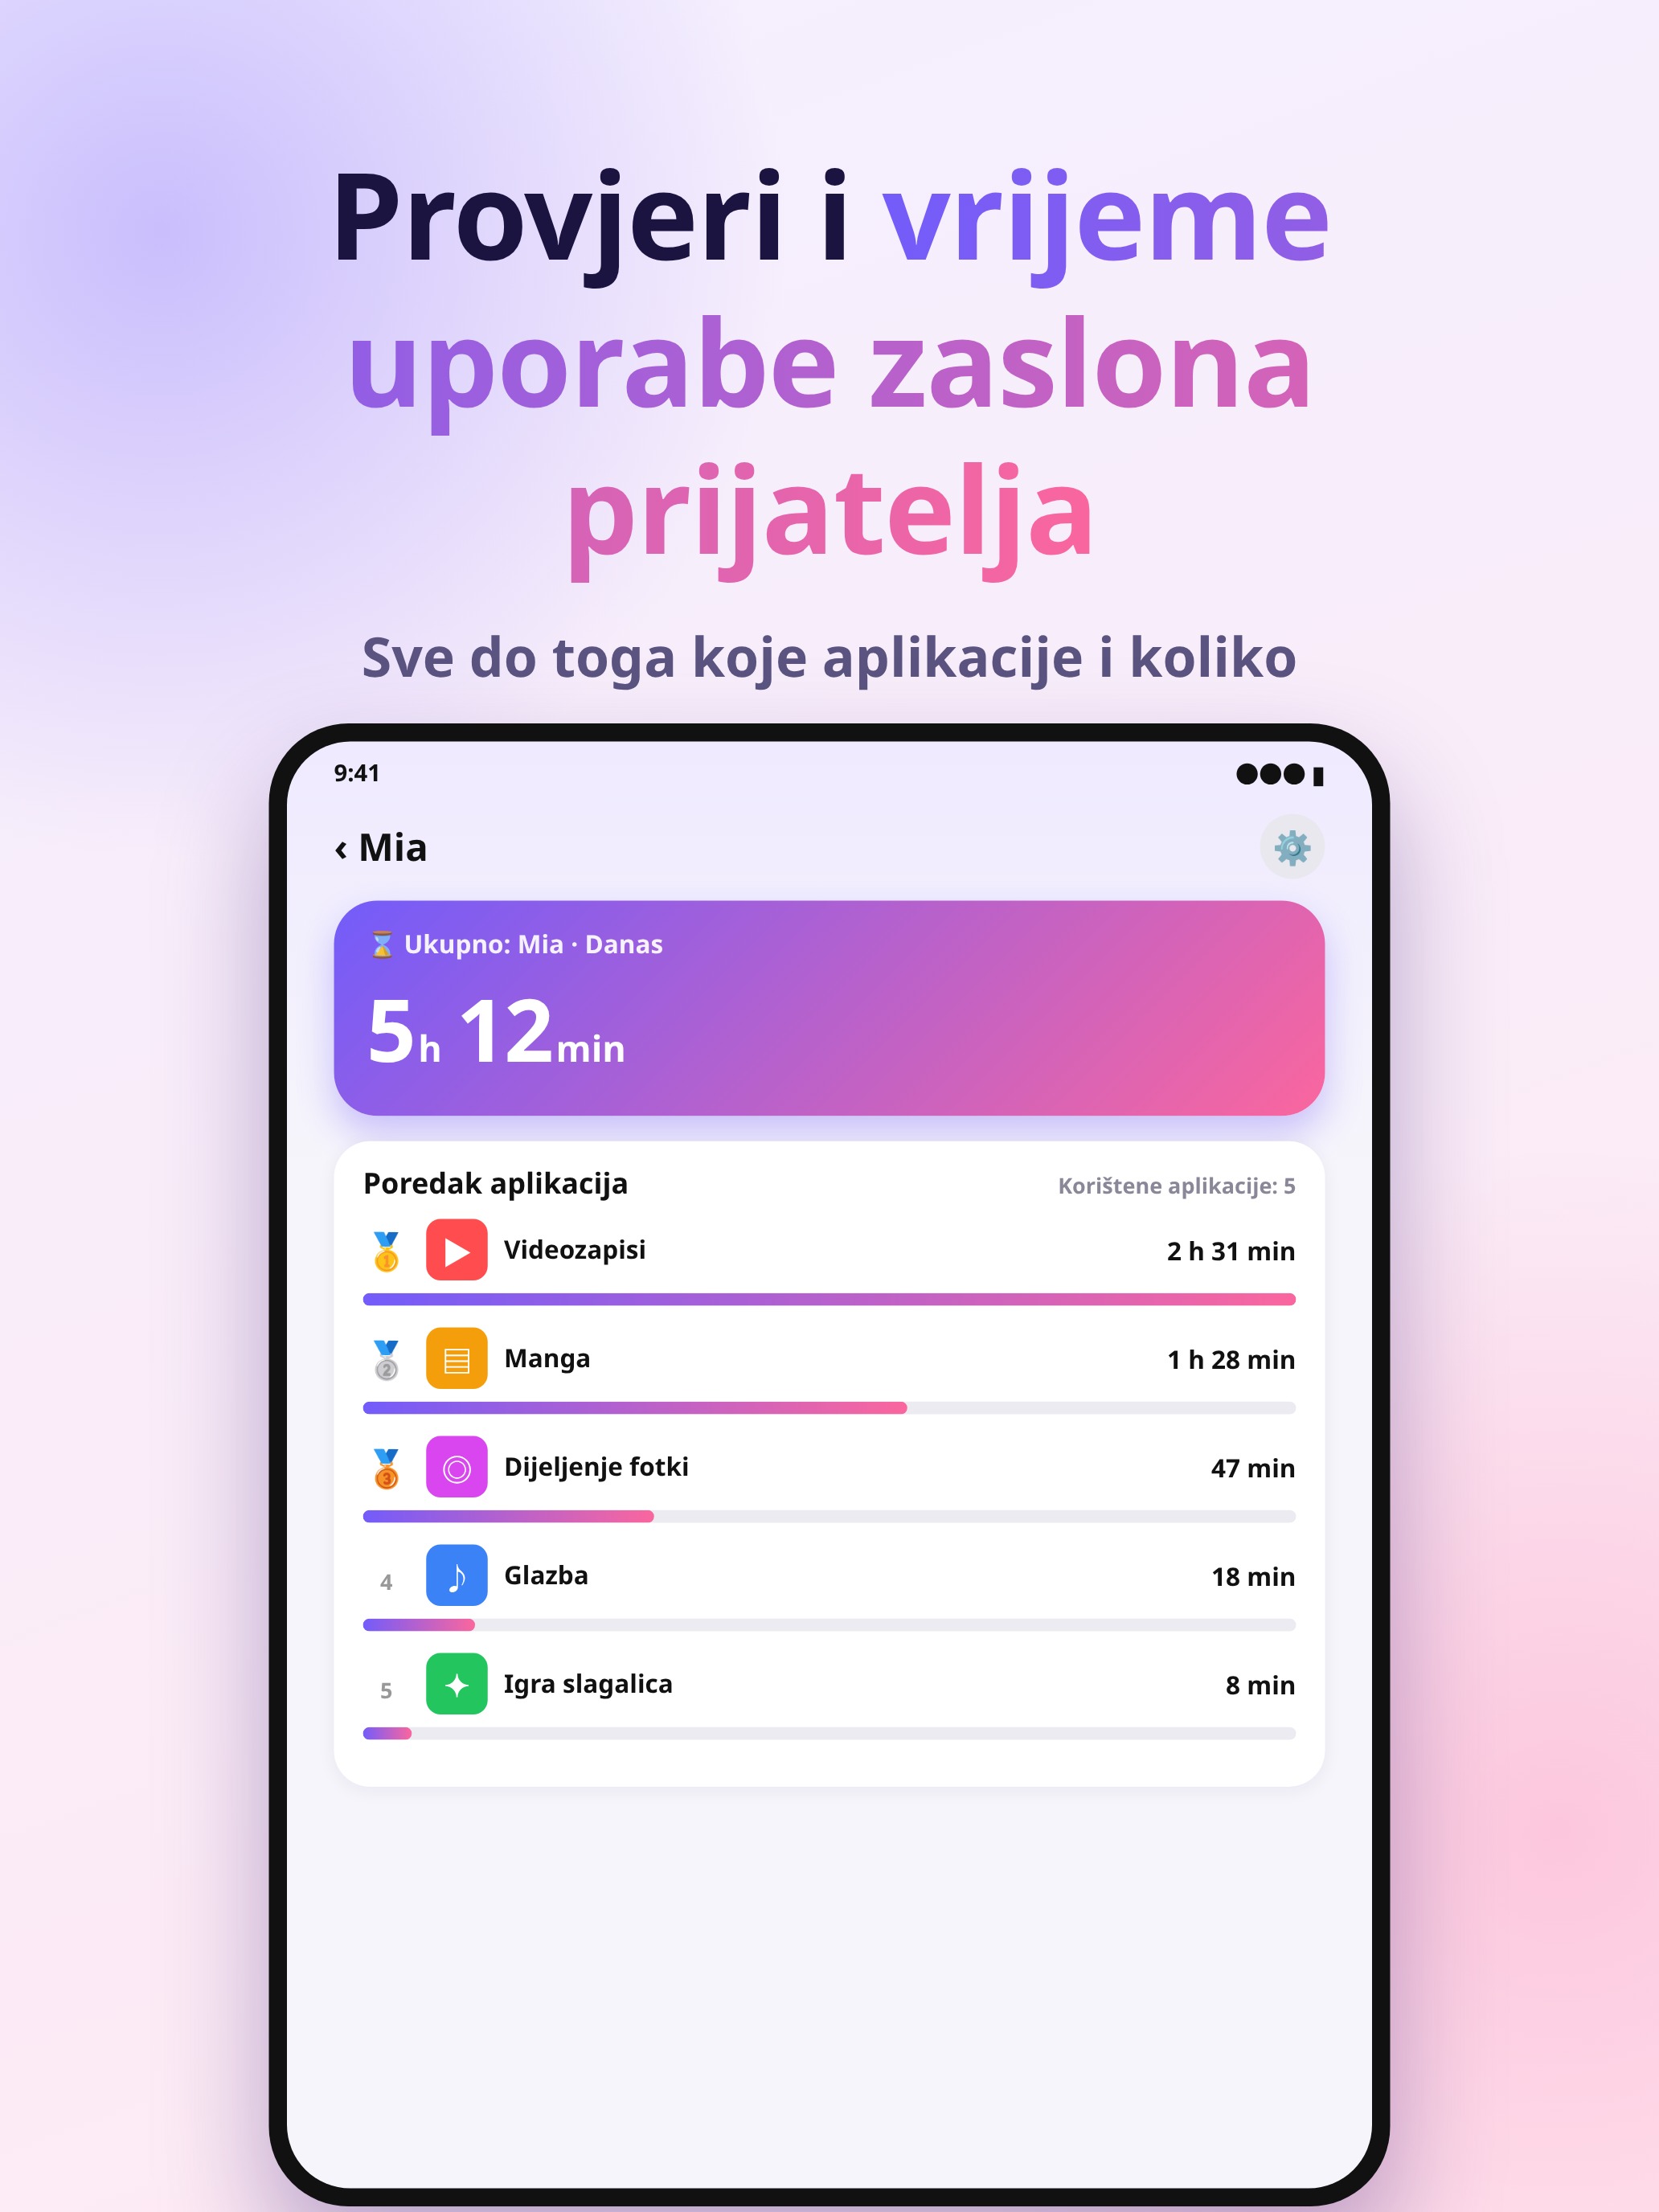 Provjeri i vrijeme
uporabe zaslona
prijatelja
Sve do toga koje aplikacije i koliko
9:41
‹ Mia
⌛ Ukupno: Mia · Danas
5h 12min
Poredak aplikacija
Korištene aplikacije: 5
🥇 Videozapisi 2 h 31 min
🥈 Manga 1 h 28 min
🥉 Dijeljenje fotki 47 min
4 Glazba 18 min
5 Igra slagalica 8 min